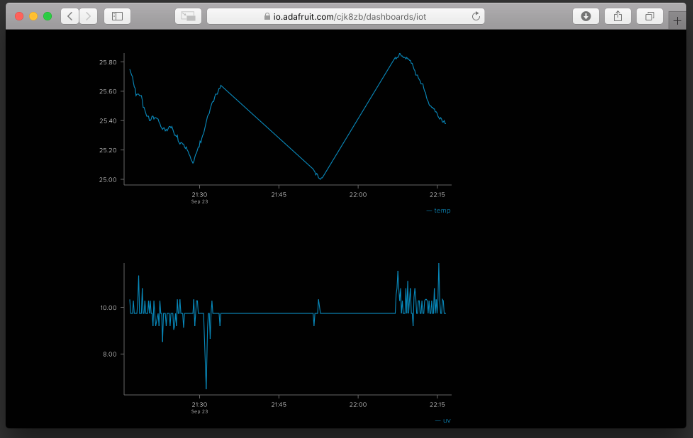 io.adafruit.com/cjk8zb/dashboards/iot
25.80
25.60
25.40
25.20
25.00
21:30 21:45 22:00 22:15
Sep 23
temp
10.00
8.00
21:30 21:45 22:00 22:15
Sep 23
uv